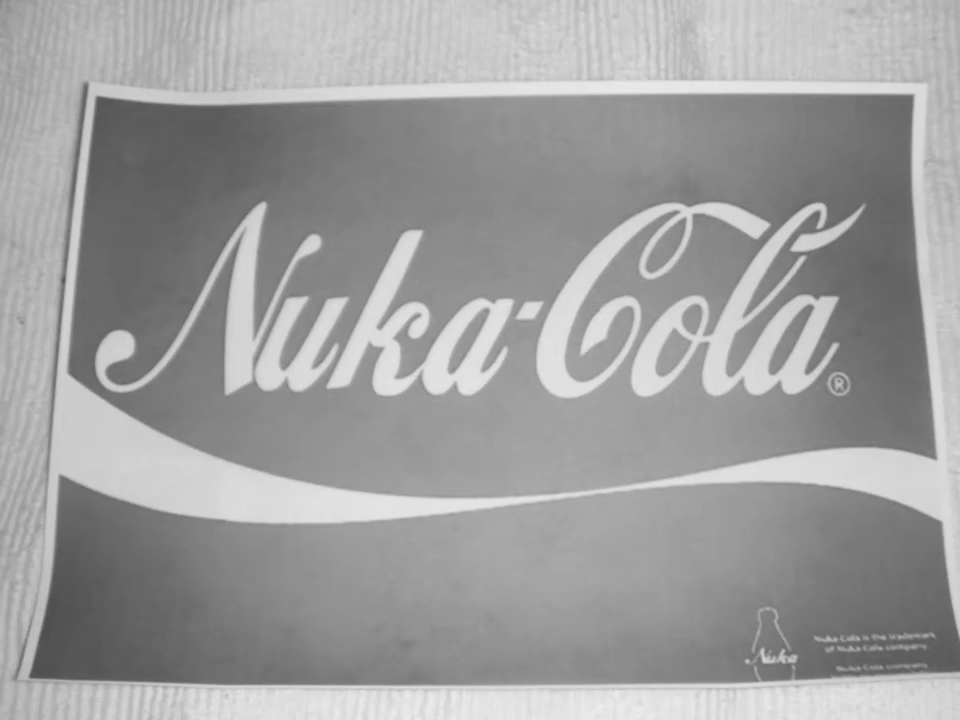 Nuka-Cola®
Nuka
Nuka Cola is the trademark
of Nuka Cola company.
Nuka Cola company